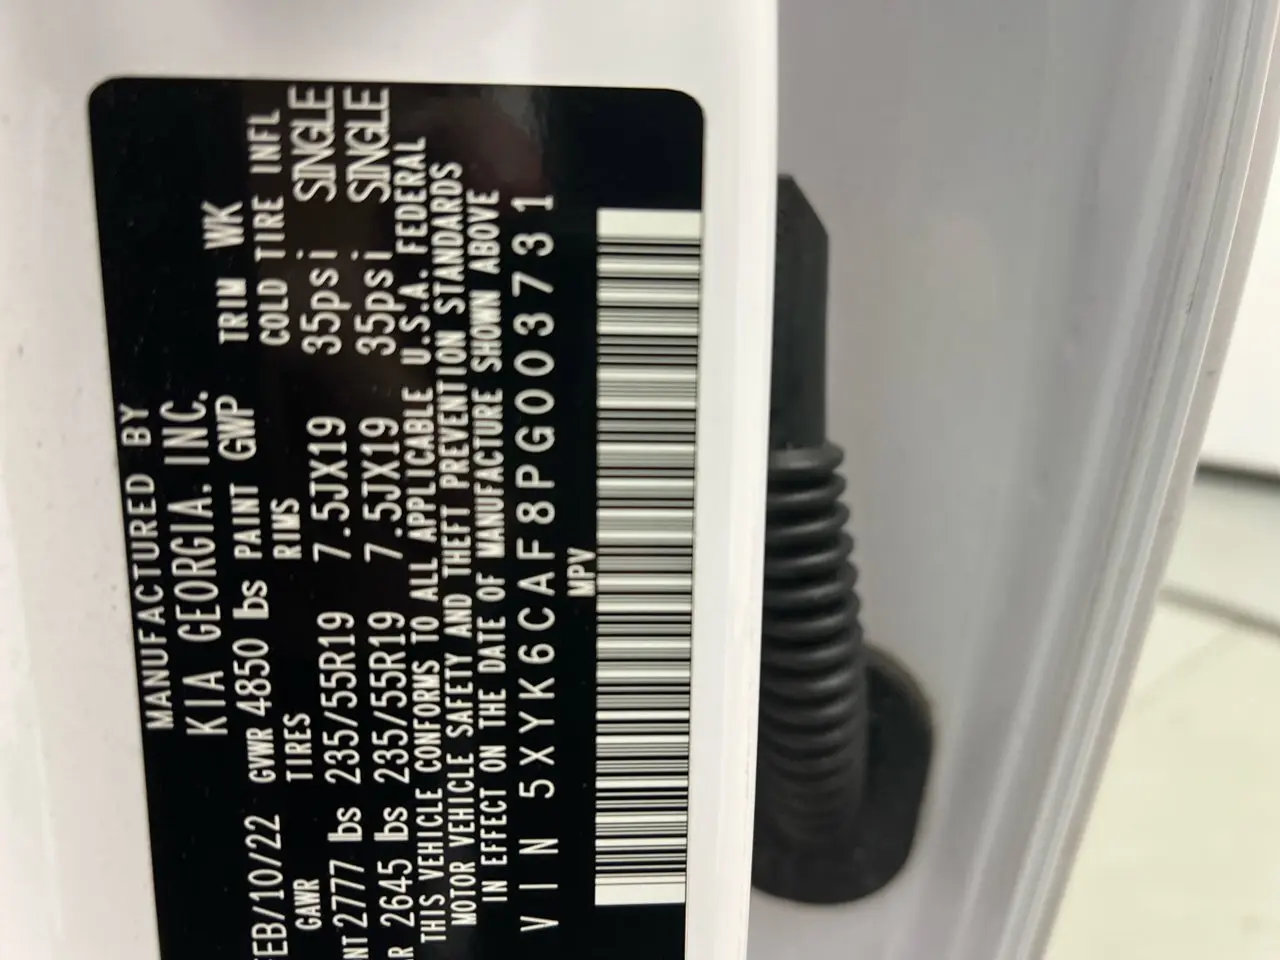 MANUFACTURED BY
KIA GEORGIA. INC.
FEB/10/22 GVWR 4850 lbs PAINT GWP TRIM WK
GAWR TIRES RIMS COLD TIRE INFL
NT 2777 lbs 235/55R19 7.5JX19 35psi SINGLE
R 2645 lbs 235/55R19 7.5JX19 35psi SINGLE
THIS VEHICLE CONFORMS TO ALL APPLICABLE U.S.A. FEDERAL
MOTOR VEHICLE SAFETY AND THEFT PREVENTION STANDARDS
IN EFFECT ON THE DATE OF MANUFACTURE SHOWN ABOVE
VIN 5XYK6CAF8PG003731
MPV